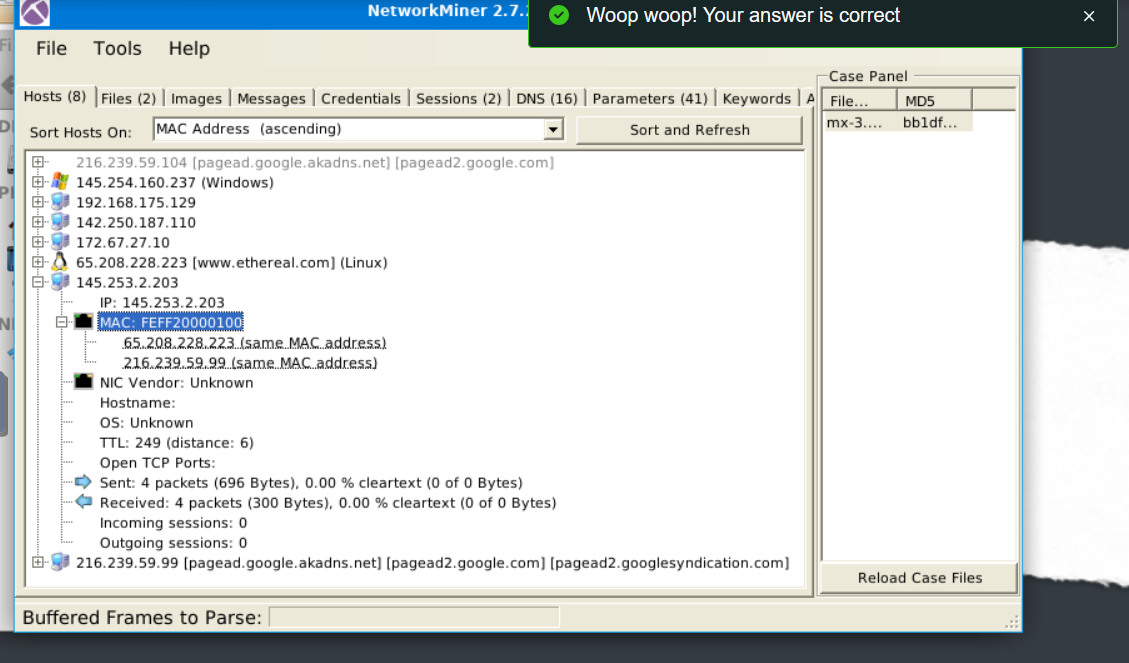 NetworkMiner 2.7.
Woop woop! Your answer is correct
File Tools Help
Hosts (8) Files (2) Images Messages Credentials Sessions (2) DNS (16) Parameters (41) Keywords A
Sort Hosts On: MAC Address (ascending) Sort and Refresh
216.239.59.104 [pagead.google.akadns.net] [pagead2.google.com]
145.254.160.237 (Windows)
192.168.175.129
142.250.187.110
172.67.27.10
65.208.228.223 [www.ethereal.com] (Linux)
145.253.2.203
IP: 145.253.2.203
MAC: FEFF20000100
65.208.228.223 (same MAC address)
216.239.59.99 (same MAC address)
NIC Vendor: Unknown
Hostname:
OS: Unknown
TTL: 249 (distance: 6)
Open TCP Ports:
Sent: 4 packets (696 Bytes), 0.00 % cleartext (0 of 0 Bytes)
Received: 4 packets (300 Bytes), 0.00 % cleartext (0 of 0 Bytes)
Incoming sessions: 0
Outgoing sessions: 0
216.239.59.99 [pagead.google.akadns.net] [pagead2.google.com] [pagead2.googlesyndication.com]
Case Panel
File... MD5
mx-3.... bb1df...
Reload Case Files
Buffered Frames to Parse: